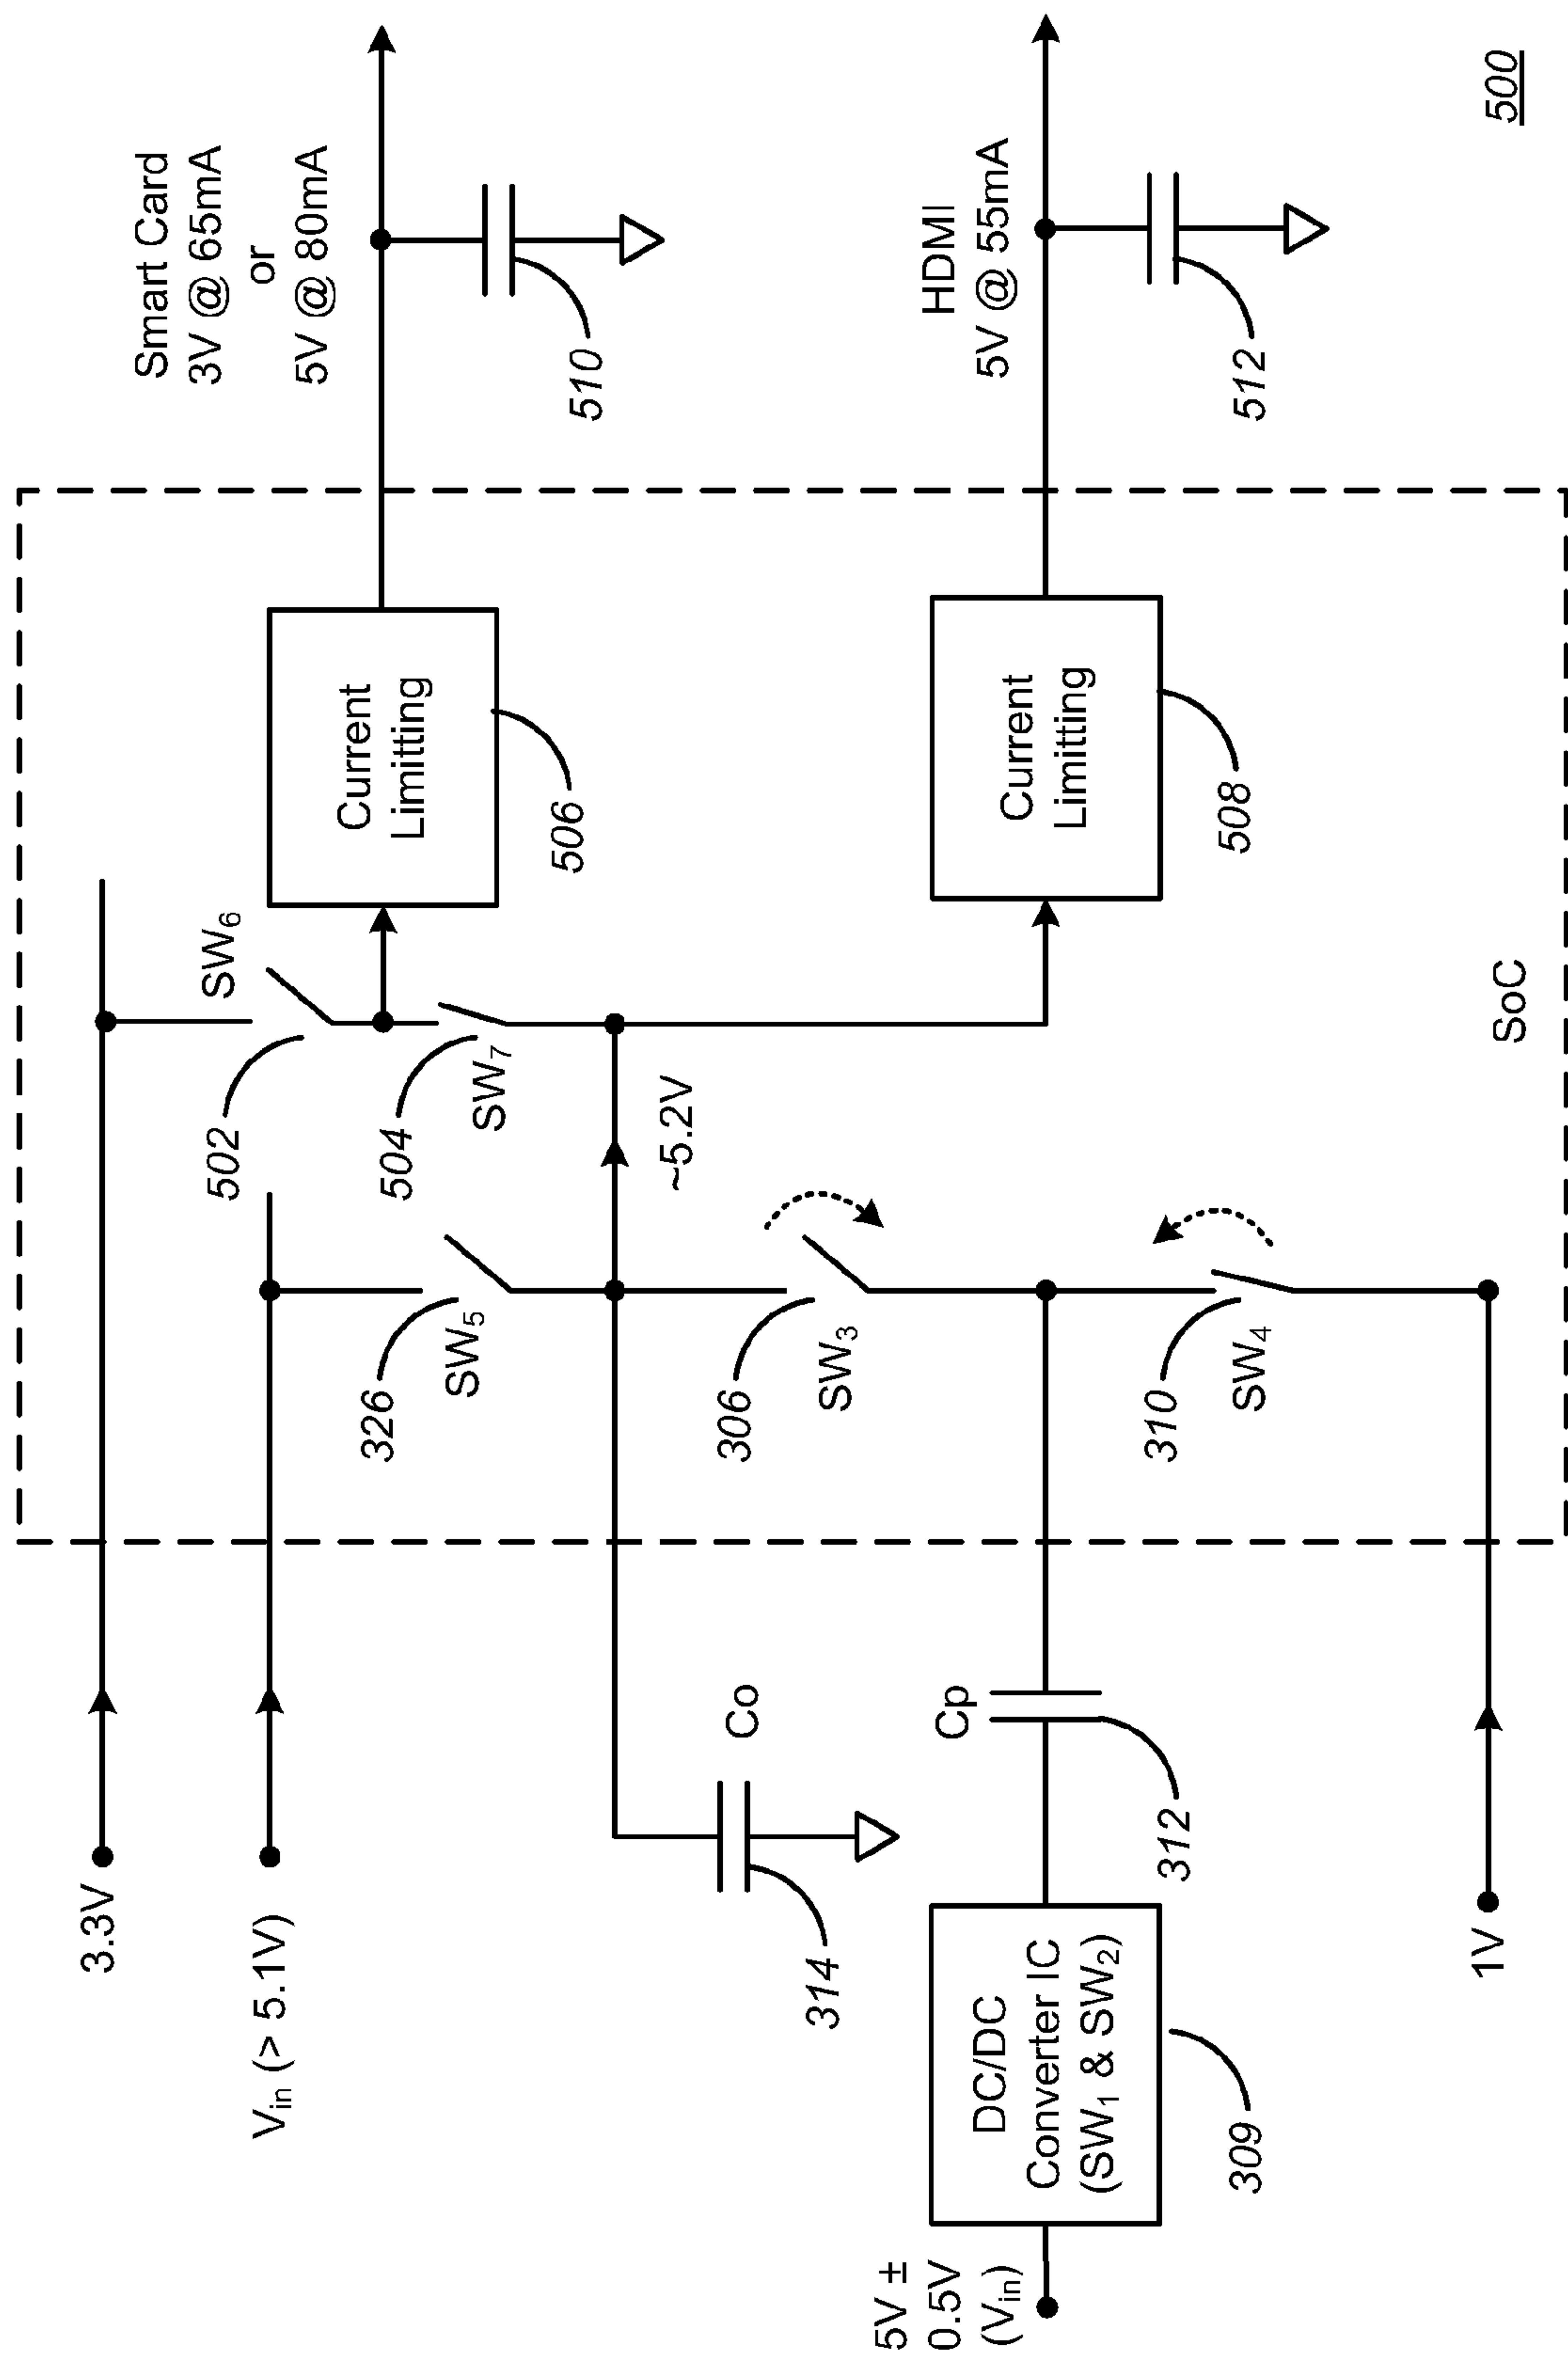 3.3V
Smart Card
3V @ 65mA
or
5V @ 80mA
Vin (> 5.1V)
502
SW6
Current
Limitting
506
510
326
SW5
504
SW7
Co
314
~5.2V
306
SW3
HDMI
5V @ 55mA
5V ±
0.5V
(Vin)
DC/DC
Converter IC
(SW1 & SW2)
309
Cp
312
310
SW4
Current
Limitting
508
512
1V
SoC
500